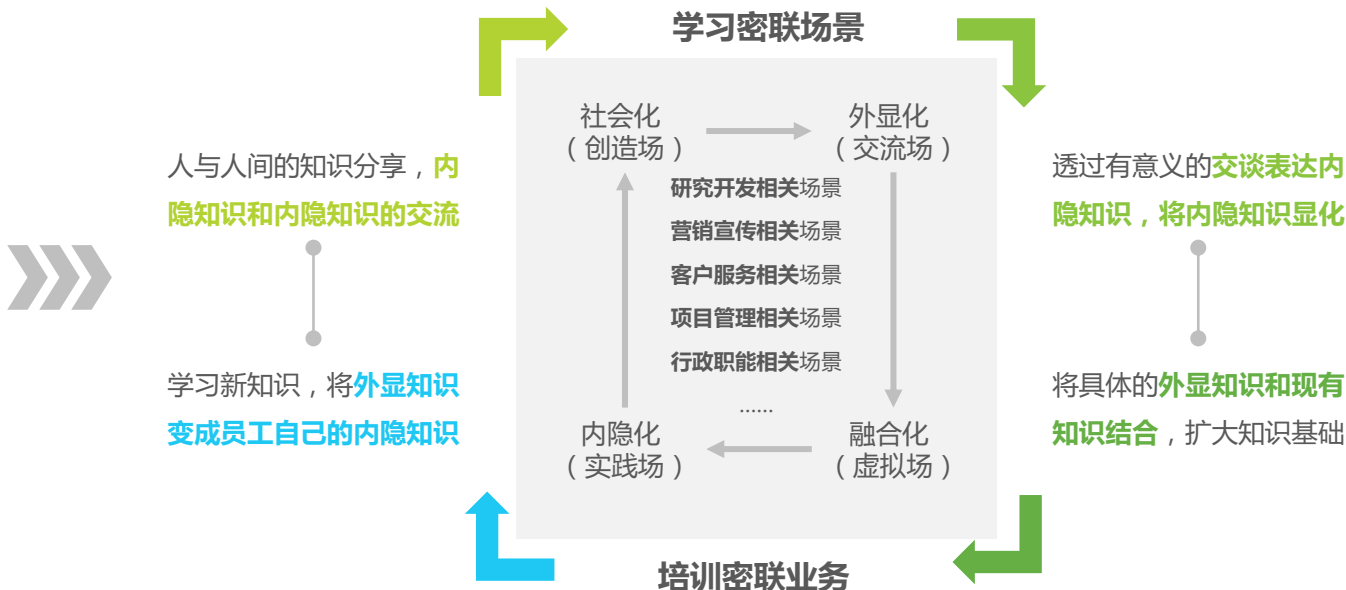 学习密联场景
人与人间的知识分享，内
隐知识和内隐知识的交流
学习新知识，将外显知识
变成员工自己的内隐知识
社会化
（创造场）
外显化
（交流场）
研究开发相关场景
营销宣传相关场景
客户服务相关场景
项目管理相关场景
行政职能相关场景
……
内隐化
（实践场）
融合化
（虚拟场）
透过有意义的交谈表达内
隐知识，将内隐知识显化
将具体的外显知识和现有
知识结合，扩大知识基础
培训密联业务